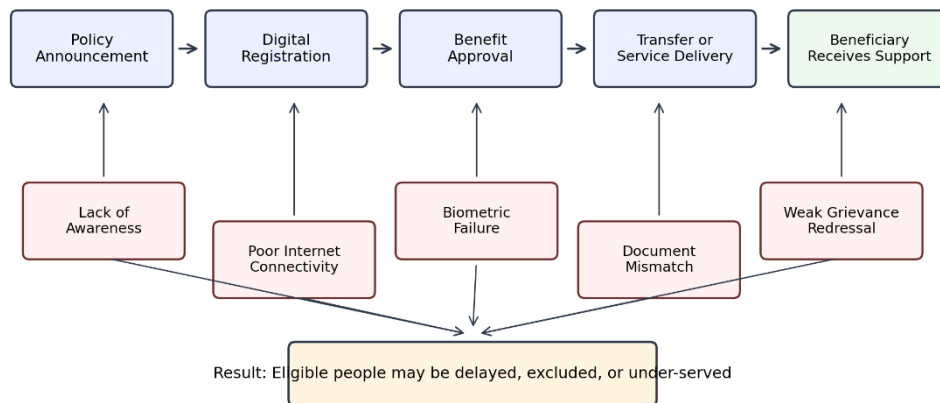 Policy
Announcement
Digital
Registration
Benefit
Approval
Transfer or
Service Delivery
Beneficiary
Receives Support
Lack of
Awareness
Poor Internet
Connectivity
Biometric
Failure
Document
Mismatch
Weak Grievance
Redressal
Result: Eligible people may be delayed, excluded, or under-served